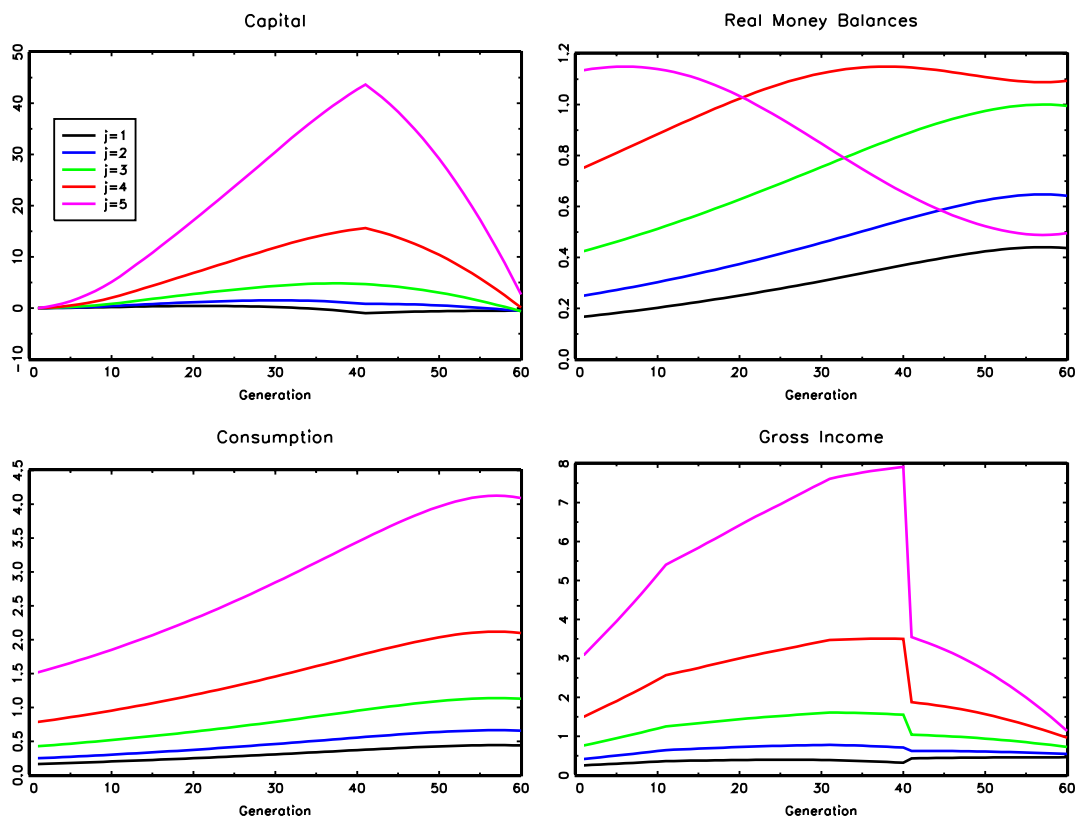 Capital
50
40
30
20
10
0
−10
j=1
j=2
j=3
j=4
j=5
0 10 20 30 40 50 60
Generation
Real Money Balances
1.2
1.0
0.8
0.6
0.4
0.2
0.0
0 10 20 30 40 50 60
Generation
Consumption
4.5
4.0
3.5
3.0
2.5
2.0
1.5
1.0
0.5
0.0
0 10 20 30 40 50 60
Generation
Gross Income
8
7
6
5
4
3
2
1
0
0 10 20 30 40 50 60
Generation